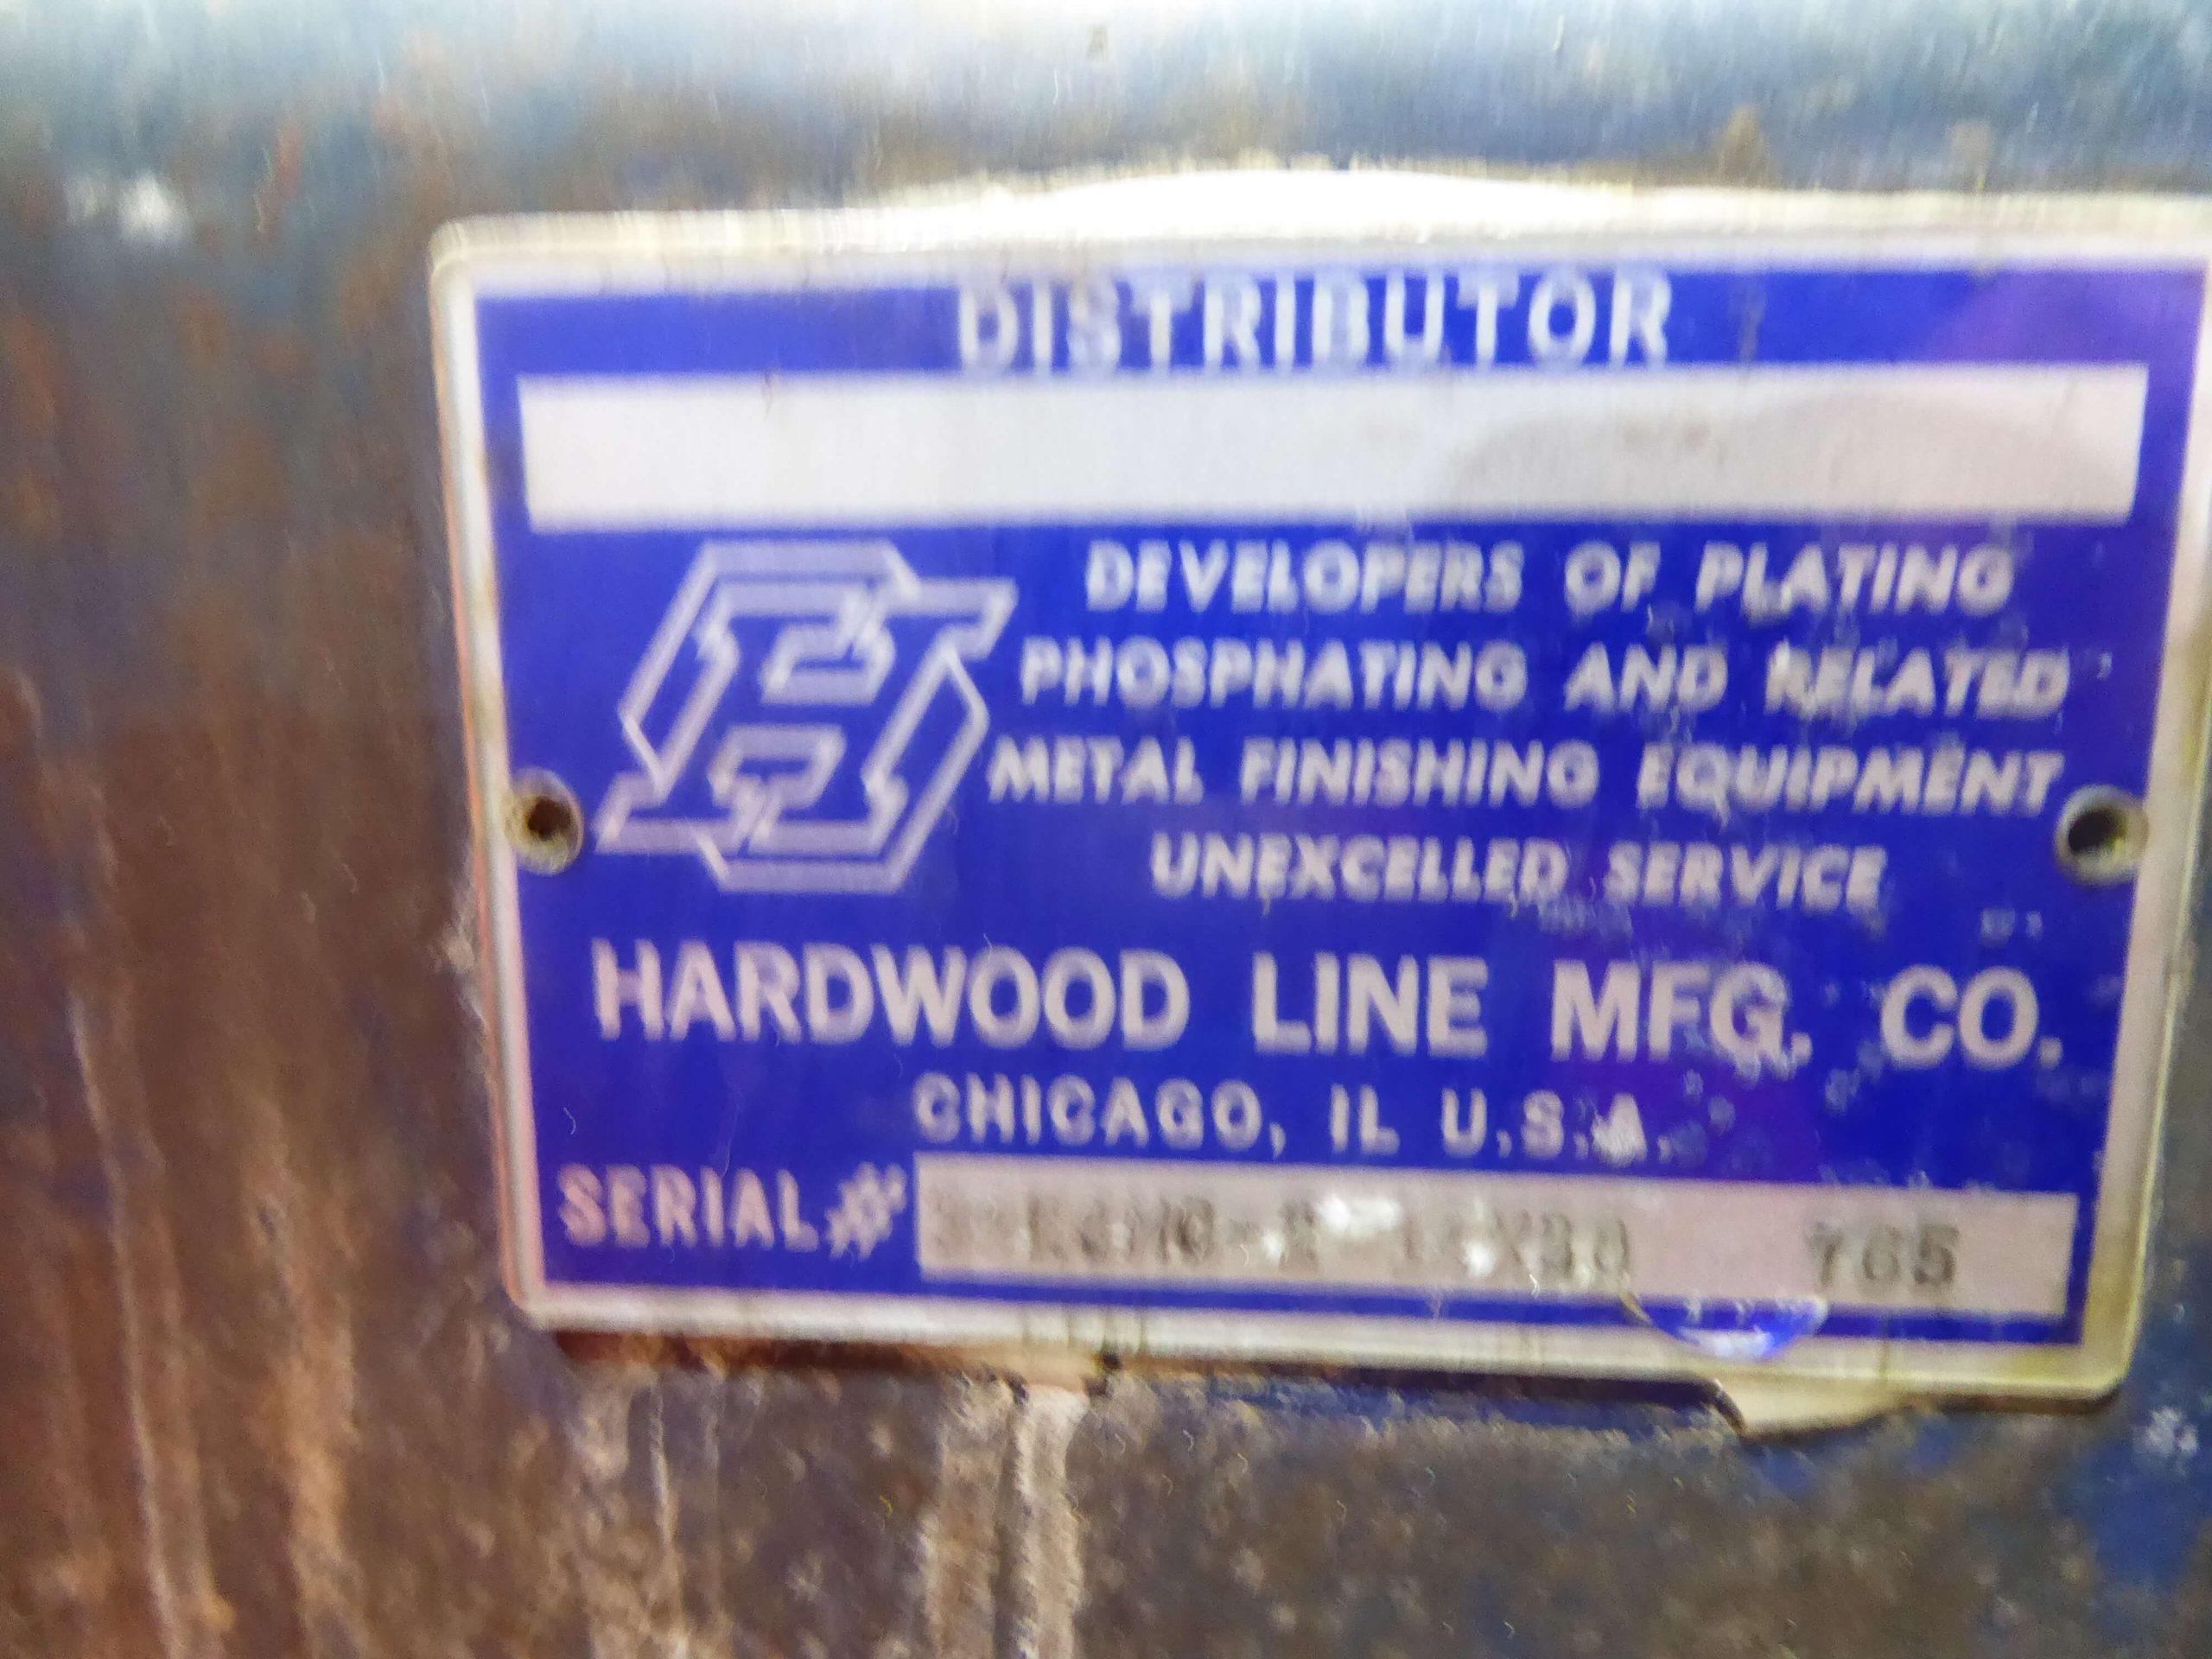 DISTRIBUTOR
DEVELOPERS OF PLATING
PHOSPHATING AND RELATED
METAL FINISHING EQUIPMENT
UNEXCELLED SERVICE
HARDWOOD LINE MFG. CO.
CHICAGO, IL U.S.A.
SERIAL# 765